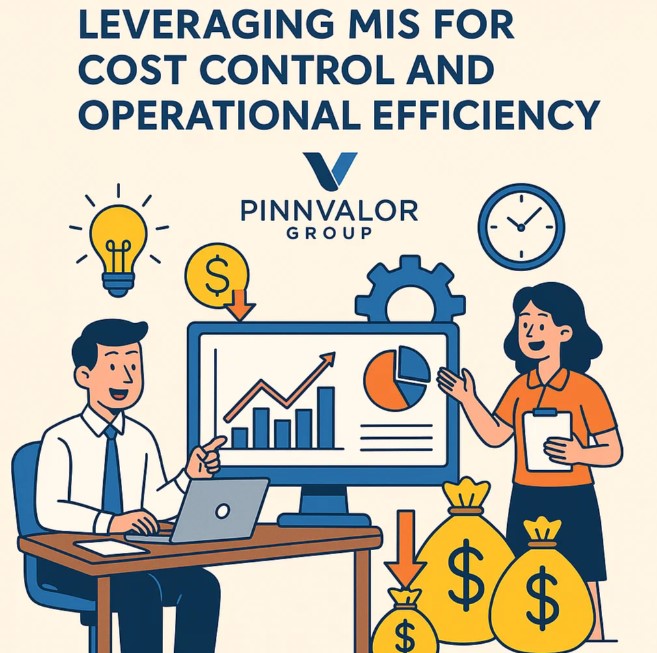 LEVERAGING MIS FOR
COST CONTROL AND
OPERATIONAL EFFICIENCY
PINNVALOR
GROUP
$
$
$
$